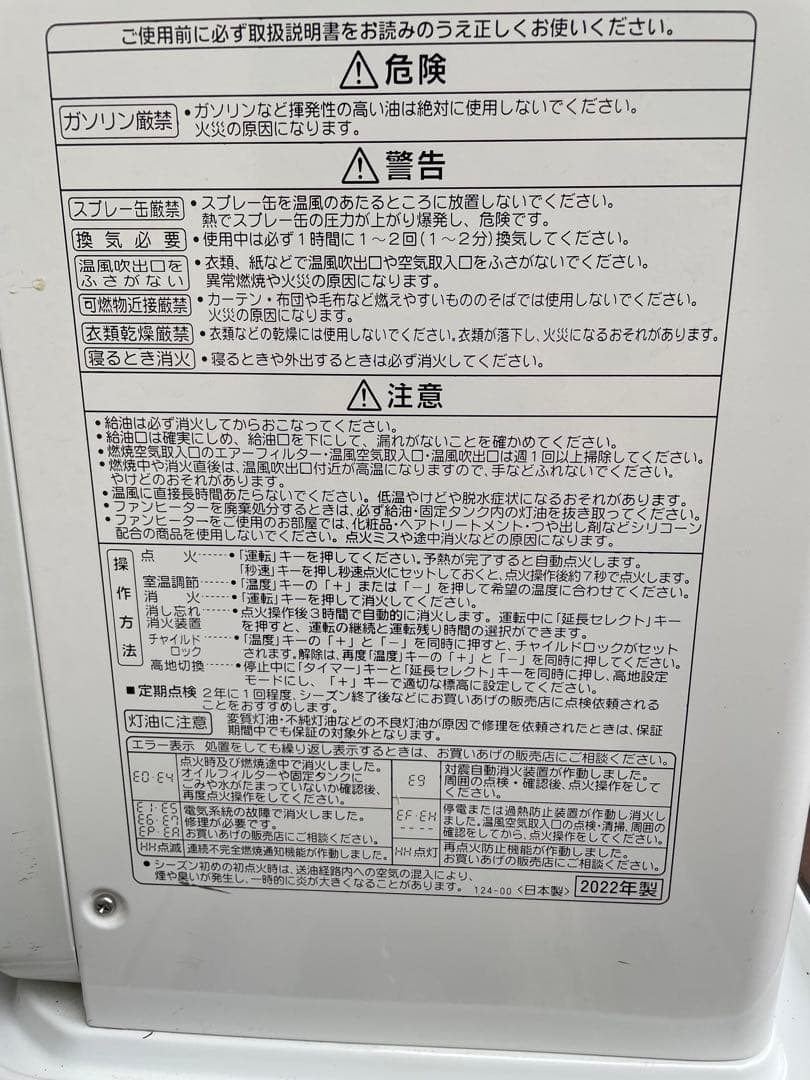 ご使用前に必ず取扱説明書をお読みのうえ正しくお使いください。
⚠危険
ガソリン厳禁 •ガソリンなど揮発性の高い油は絶対に使用しないでください。
火災の原因になります。
⚠警告
スプレー缶厳禁 •スプレー缶を温風のあたるところに放置しないでください。
熱でスプレー缶の圧力が上がり爆発し、危険です。
換気必要 •使用中は必ず1時間に1～2回(1～2分)換気してください。
温風吹出口をふさがない •衣類、紙などで温風吹出口や空気取入口をふさがないでください。
異常燃焼や火災の原因になります。
可燃物近接厳禁 •カーテン・布団や毛布など燃えやすいもののそばでは使用しないでください。
火災の原因になります。
衣類乾燥厳禁 •衣類などの乾燥には使用しないでください。衣類が落下し、火災になるおそれがあります。
寝るとき消火 •寝るときや外出するときは必ず消火してください。
⚠注意
•給油は必ず消火してからおこなってください。
•給油口は確実にしめ、給油口を下にして、漏れがないことを確かめてください。
•燃焼空気取入口のエアーフィルター・温風空気取入口・温風吹出口は週1回以上掃除してください。
•燃焼中や消火直後は、温風吹出口付近が高温になりますので、手などふれないでください。
やけどのおそれがあります。
•温風に直接長時間あたらないでください。低温やけどや脱水症状になるおそれがあります。
•ファンヒーターを廃棄処分するときは、必ず給油・固定タンク内の灯油を抜き取ってください。
•ファンヒーターをご使用のお部屋では、化粧品・ヘアトリートメント・つや出し剤などシリコーン
配合の商品を使用しないでください。点火ミスや途中消火などの原因になります。
操作方法
点火……•「運転」キーを押してください。予熱が完了すると自動点火します。
「秒速」キーを押し秒速点火にセットしておくと、点火操作後約7秒で点火します。
室温調節……•「温度」キーの「＋」または「－」を押して希望の温度に合わせてください。
消火……•「運転」キーを押して消火してください。
消し忘れ消火装置……•点火操作後3時間で自動的に消火します。運転中に「延長セレクト」キー
を押すと、運転の継続と運転残り時間の選択ができます。
チャイルドロック……•「温度」キーの「＋」と「－」を同時に押すと、チャイルドロックがセット
されます。解除は、再度「温度」キーの「＋」と「－」を同時に押してください。
高地切換……•停止中に「タイマー」キーと「延長セレクト」キーを同時に押し、高地設定
モードにし、「＋」キーで適切な標高に設定してください。
■定期点検 2年に1回程度、シーズン終了後などにお買いあげの販売店に点検依頼される
ことをおすすめします。
灯油に注意 変質灯油・不純灯油などの不良灯油が原因で修理を依頼されたときは、保証
期間中でも保証の対象外となります。
エラー表示 処置をしても繰り返し表示するときは、お買いあげの販売店にご相談ください。
E0・E4 点火時及び燃焼途中で消火しました。
オイルフィルターや固定タンクに
ごみや水がたまっていないか確認後、
再度点火操作をしてください。
E9 対震自動消火装置が作動しました。
周囲の点検・確認後、点火操作をして
ください。
E1・E5
E6・E7
EP・EA
電気系統の故障で消火しました。
修理が必要です。
お買いあげの販売店にご相談ください。
EF・EH
----
停電または過熱防止装置が作動し消火し
ました。温風空気取入口の点検・清掃、周囲の
確認をしてから、点火操作をしてください。
HH点滅 連続不完全燃焼通知機能が作動しました。
HH点灯 再点火防止機能が作動しました。
お買いあげの販売店にご相談ください。
•シーズン初めの初点火時は、送油経路内への空気の混入により、
煙や臭いが発生し、一時的に炎が大きくなることがあります。 124-00 <日本製> 2022年製